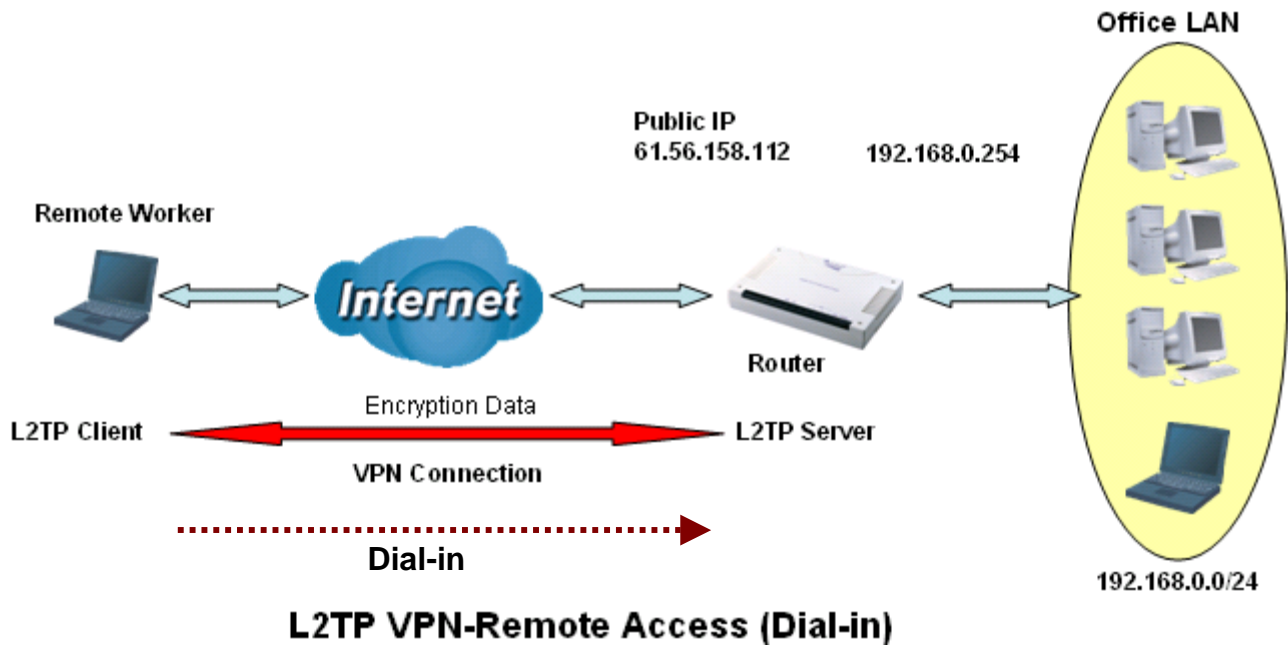 Office LAN
Public IP
61.56.158.112
192.168.0.254
Remote Worker
Internet
Router
Encryption Data
L2TP Client
L2TP Server
VPN Connection
Dial-in
192.168.0.0/24
L2TP VPN-Remote Access (Dial-in)